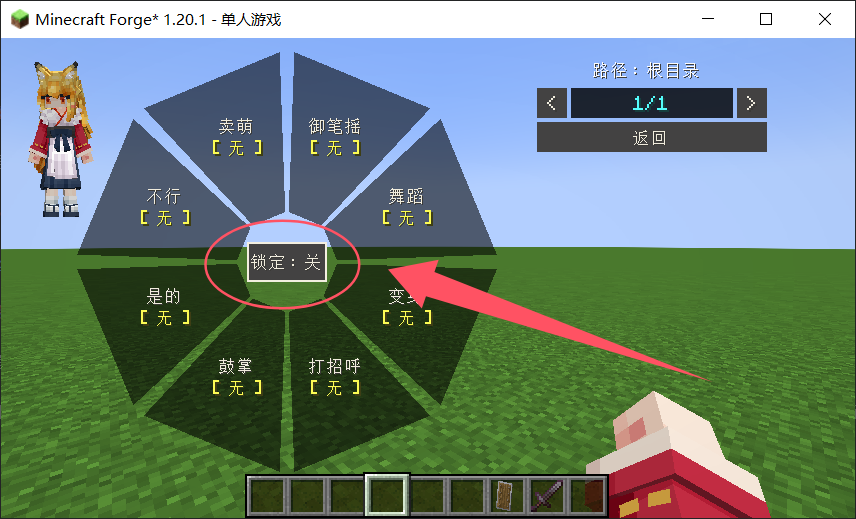 Minecraft Forge* 1.20.1 - 单人游戏
路径：根目录
<
1/1
>
返回
卖萌
[ 无 ]
御笔摇
[ 无 ]
不行
[ 无 ]
舞蹈
[ 无 ]
锁定：关
是的
[ 无 ]
[ 无 ]
鼓掌
[ 无 ]
打招呼
[ 无 ]